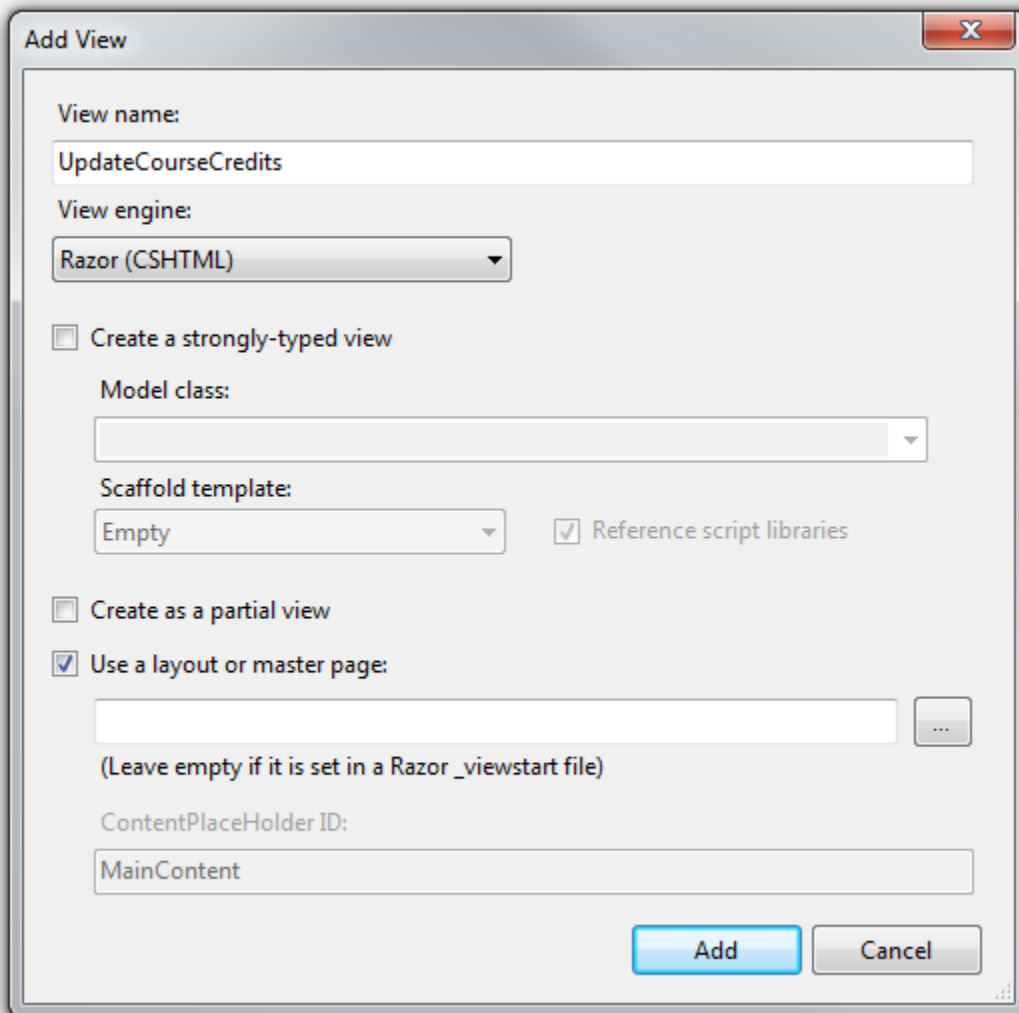 Add View
View name:
UpdateCourseCredits
View engine:
Razor (CSHTML)
Create a strongly-typed view
Model class:
Scaffold template:
Empty
Reference script libraries
Create as a partial view
Use a layout or master page:
...
(Leave empty if it is set in a Razor _viewstart file)
ContentPlaceHolder ID:
MainContent
Add Cancel